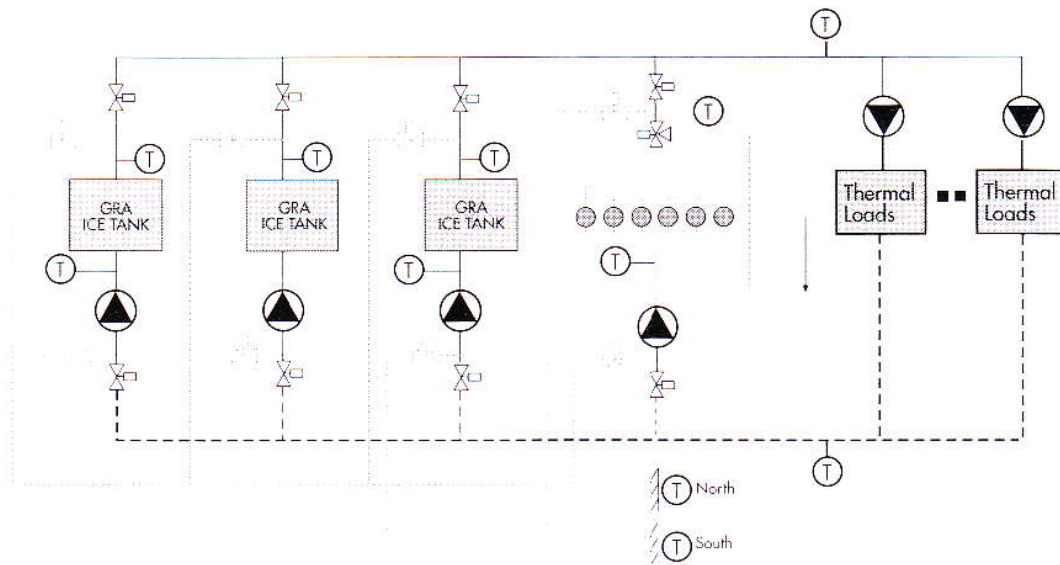 T
T
T
T
T
GRA
ICE TANK
GRA
ICE TANK
GRA
ICE TANK
Thermal
Loads
Thermal
Loads
T
T
T
T
T North
T South